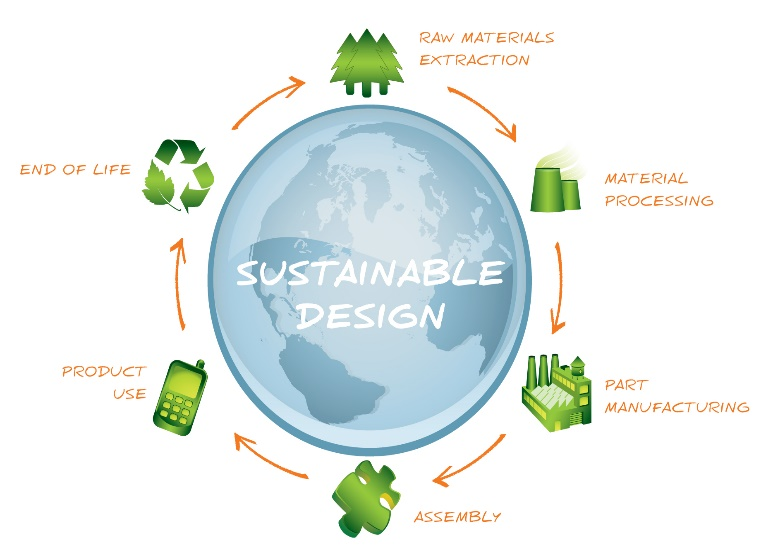 RAW MATERIALS
EXTRACTION
MATERIAL
PROCESSING
PART
MANUFACTURING
ASSEMBLY
PRODUCT
USE
END OF LIFE
SUSTAINABLE
DESIGN